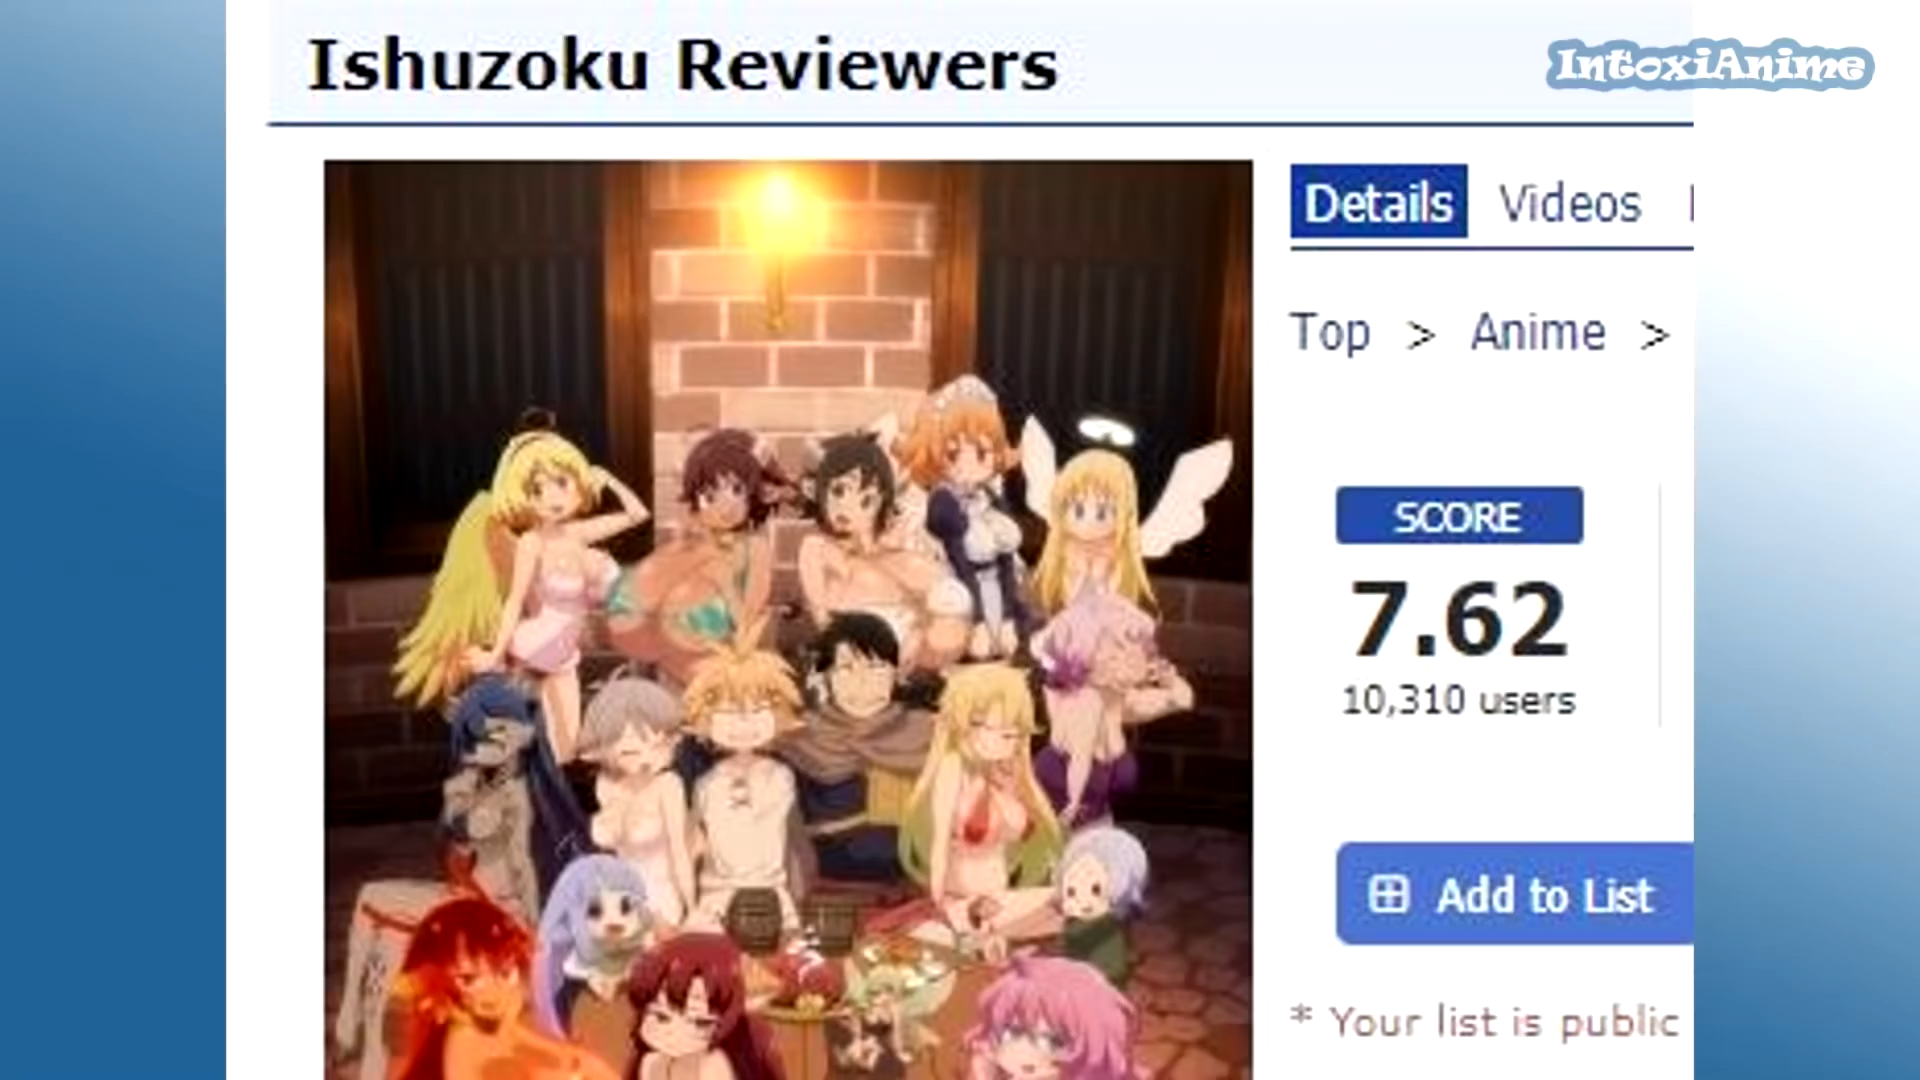 Ishuzoku Reviewers
IntoxiAnime
Details Videos
Top > Anime >
SCORE
7.62
10,310 users
Add to List
* Your list is public